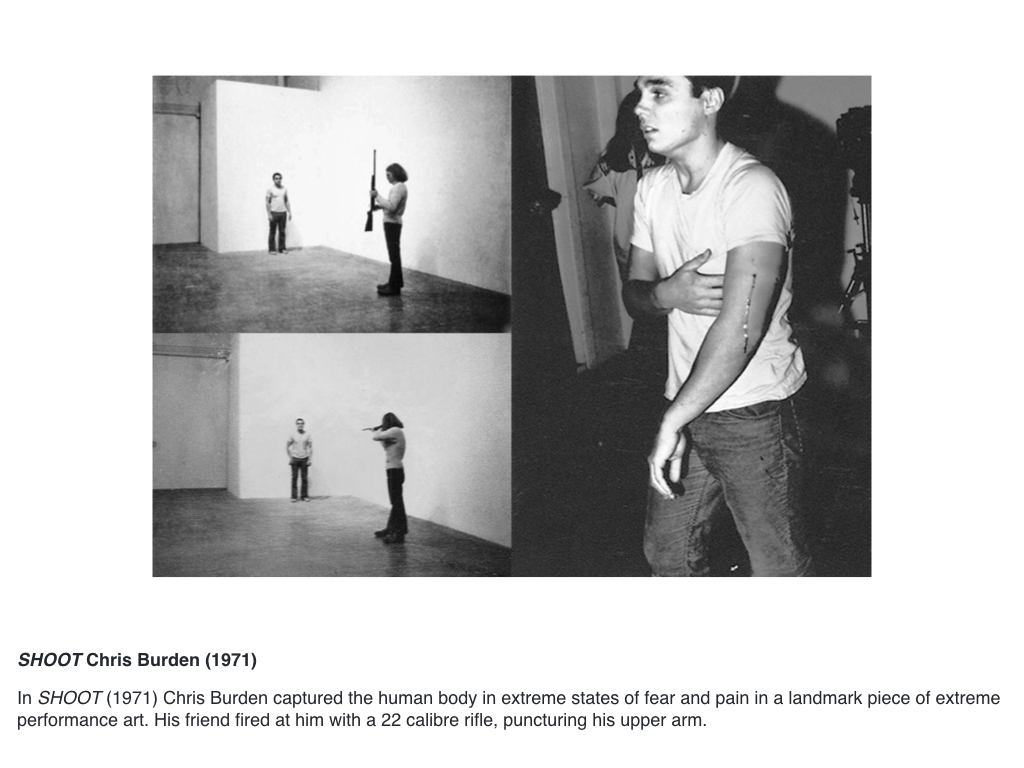 SHOOT Chris Burden (1971)
In SHOOT (1971) Chris Burden captured the human body in extreme states of fear and pain in a landmark piece of extreme
performance art. His friend fired at him with a 22 calibre rifle, puncturing his upper arm.